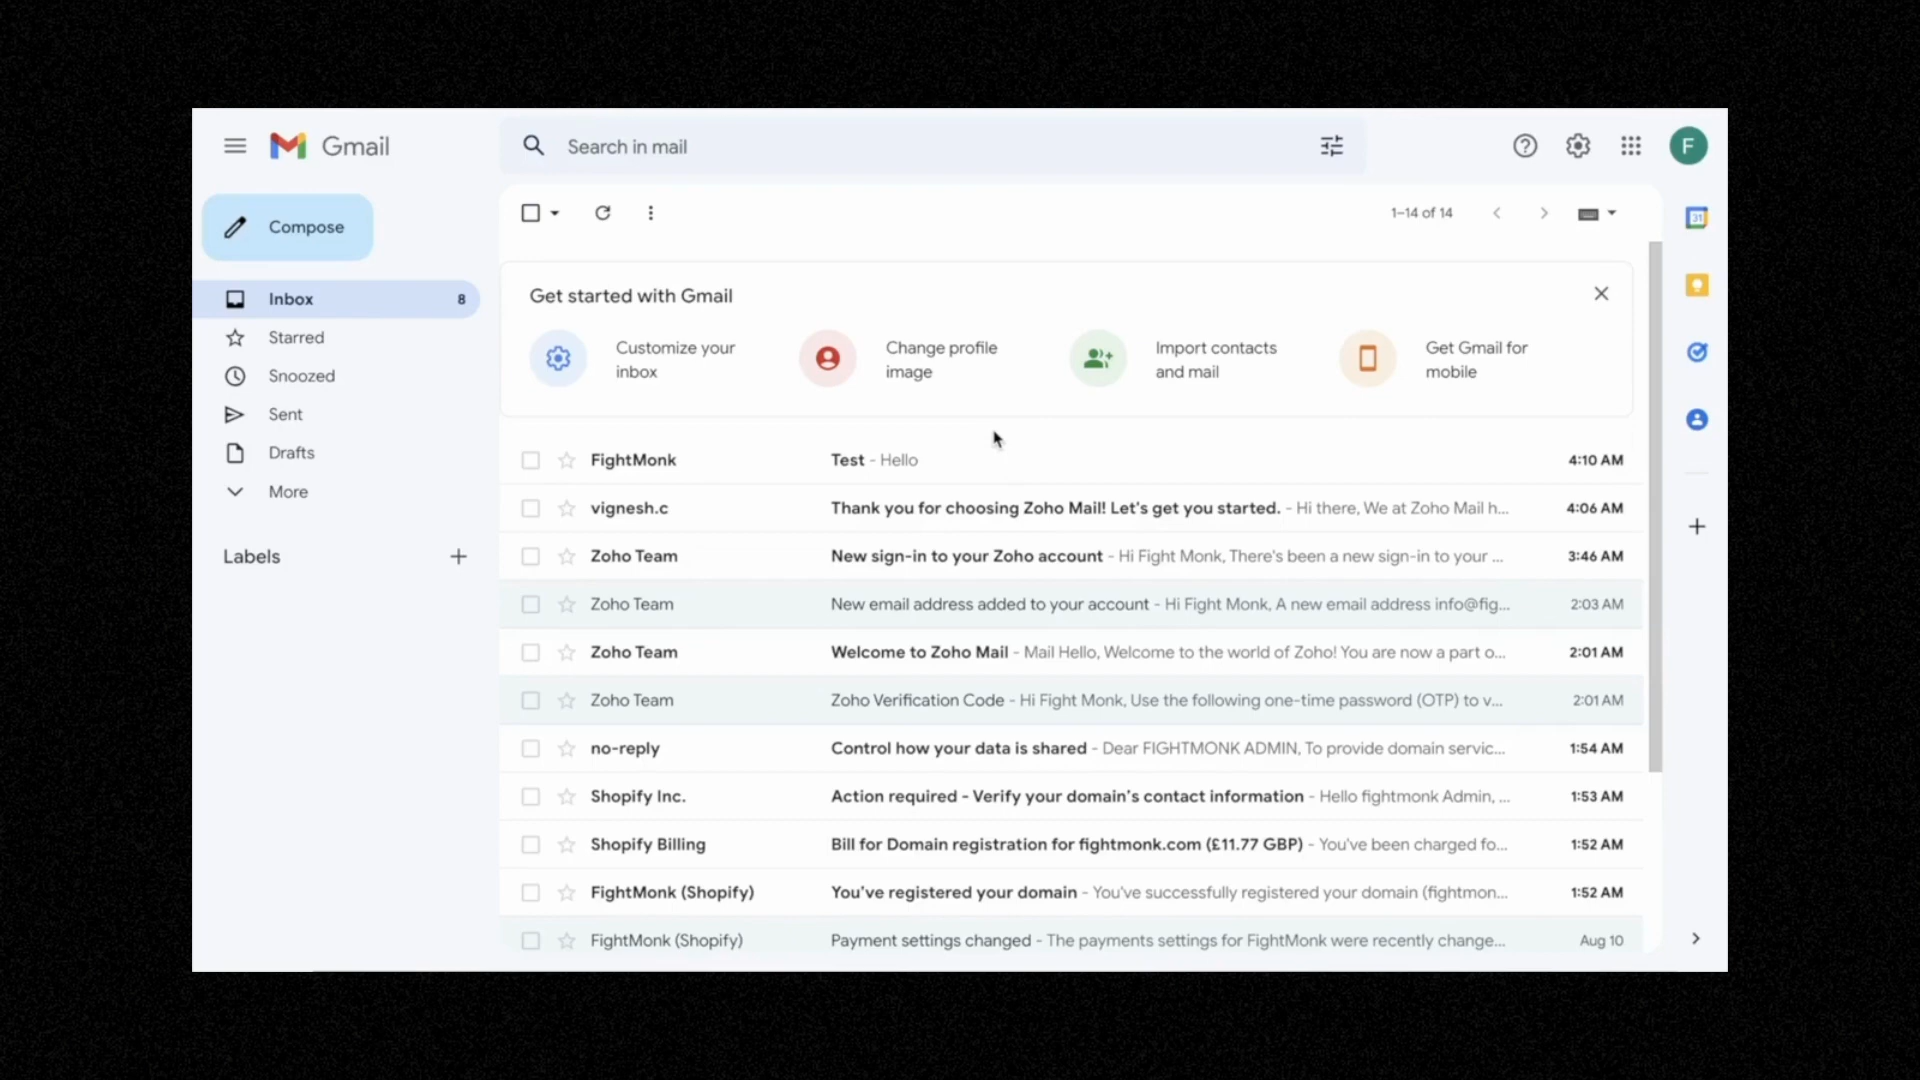 Gmail
Search in mail
F
Compose
1–14 of 14
31
Inbox 8
Starred
Snoozed
Sent
Drafts
More
Labels
Get started with Gmail
Customize your
inbox
Change profile
image
Import contacts
and mail
Get Gmail for
mobile
FightMonk Test - Hello 4:10 AM
vignesh.c Thank you for choosing Zoho Mail! Let's get you started. - Hi there, We at Zoho Mail h... 4:06 AM
Zoho Team New sign-in to your Zoho account - Hi Fight Monk, There's been a new sign-in to your ... 3:46 AM
Zoho Team New email address added to your account - Hi Fight Monk, A new email address info@fig... 2:03 AM
Zoho Team Welcome to Zoho Mail - Mail Hello, Welcome to the world of Zoho! You are now a part o... 2:01 AM
Zoho Team Zoho Verification Code - Hi Fight Monk, Use the following one-time password (OTP) to v... 2:01 AM
no-reply Control how your data is shared - Dear FIGHTMONK ADMIN, To provide domain servic... 1:54 AM
Shopify Inc. Action required - Verify your domain's contact information - Hello fightmonk Admin, ... 1:53 AM
Shopify Billing Bill for Domain registration for fightmonk.com (£11.77 GBP) - You've been charged fo... 1:52 AM
FightMonk (Shopify) You've registered your domain - You've successfully registered your domain (fightmon... 1:52 AM
FightMonk (Shopify) Payment settings changed - The payments settings for FightMonk were recently change... Aug 10